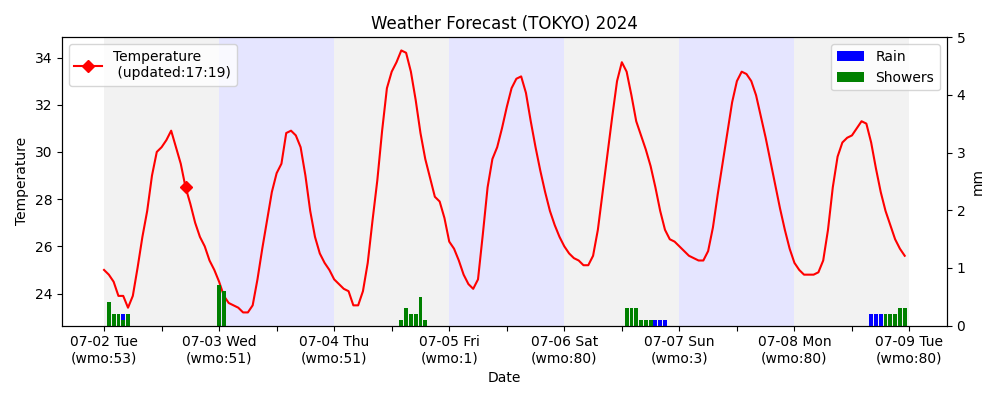 Weather Forecast (TOKYO) 2024
Temperature
(updated:17:19)
Rain
Showers
34
32
30
28
26
24
Temperature
5
4
3
2
1
0
mm
07-02 Tue
(wmo:53)
07-03 Wed
(wmo:51)
07-04 Thu
(wmo:51)
07-05 Fri
(wmo:1)
07-06 Sat
(wmo:80)
07-07 Sun
(wmo:3)
07-08 Mon
(wmo:80)
07-09 Tue
(wmo:80)
Date